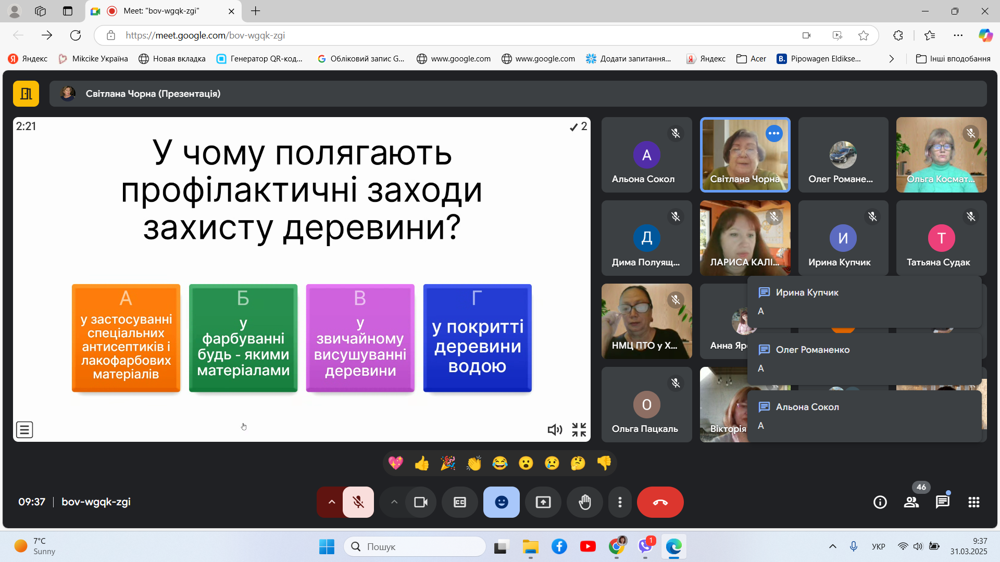 Meet: "bov-wgqk-zgi"
https://meet.google.com/bov-wgqk-zgi
Яндекс
Mikcike Україна
Новая вкладка
Генератор QR-код...
Обліковий запис G...
www.google.com
www.google.com
Додати запитання...
Яндекс
Acer
B.
Pipowagen Eldikse...
Інші вподобання
Світлана Чорна (Презентація)
2:21
2
У чому полягають
профілактичні заходи
захисту деревини?
А
у застосуванні
спеціальних
антисептиків і
лакофарбових
матеріалів
Б
у
фарбуванні
будь - якими
матеріалами
В
у
звичайному
висушуванні
деревини
Г
у покритті
деревини
водою
А
Альона Сокол
Світлана Чорна
Олег Романе...
Ольга Космат...
Д
Дима Полуящ...
ЛАРИСА КАЛІ...
И
Ирина Купчик
Т
Татьяна Судак
НМЦ ПТО у Х...
Анна Яре
О
Ольга Пацкаль
Вікторія
Ирина Купчик
А
Олег Романенко
А
Альона Сокол
А
09:37
bov-wgqk-zgi
46
7°C
Sunny
Пошук
1
УКР
9:37
31.03.2025